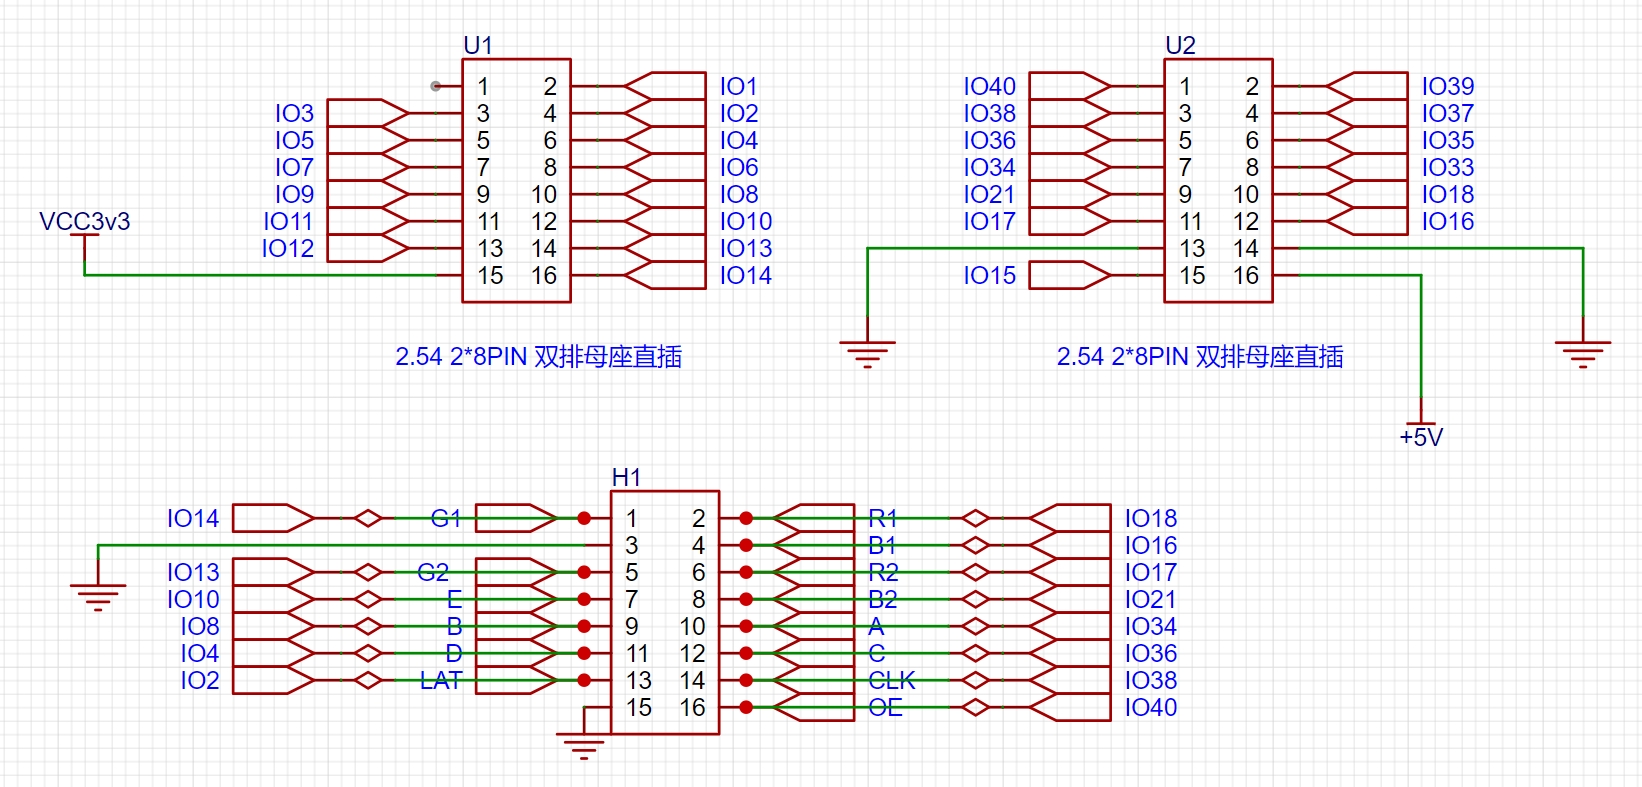 U1
U2
1 2 IO1
IO40 1 2 IO39
IO3 3 4 IO2
IO38 3 4 IO37
IO5 5 6 IO4
IO36 5 6 IO35
IO7 7 8 IO6
IO34 7 8 IO33
IO9 9 10 IO8
IO21 9 10 IO18
VCC3v3
IO11 11 12 IO10
IO17 11 12 IO16
IO12 13 14 IO13
13 14
15 16 IO14
IO15 15 16
2.54 2*8PIN 双排母座直插
2.54 2*8PIN 双排母座直插
+5V
H1
IO14 G1 1 2 R1 IO18
3 4 B1 IO16
IO13 G2 5 6 R2 IO17
IO10 E 7 8 B2 IO21
IO8 B 9 10 A IO34
IO4 D 11 12 C IO36
IO2 LAT 13 14 CLK IO38
15 16 OE IO40